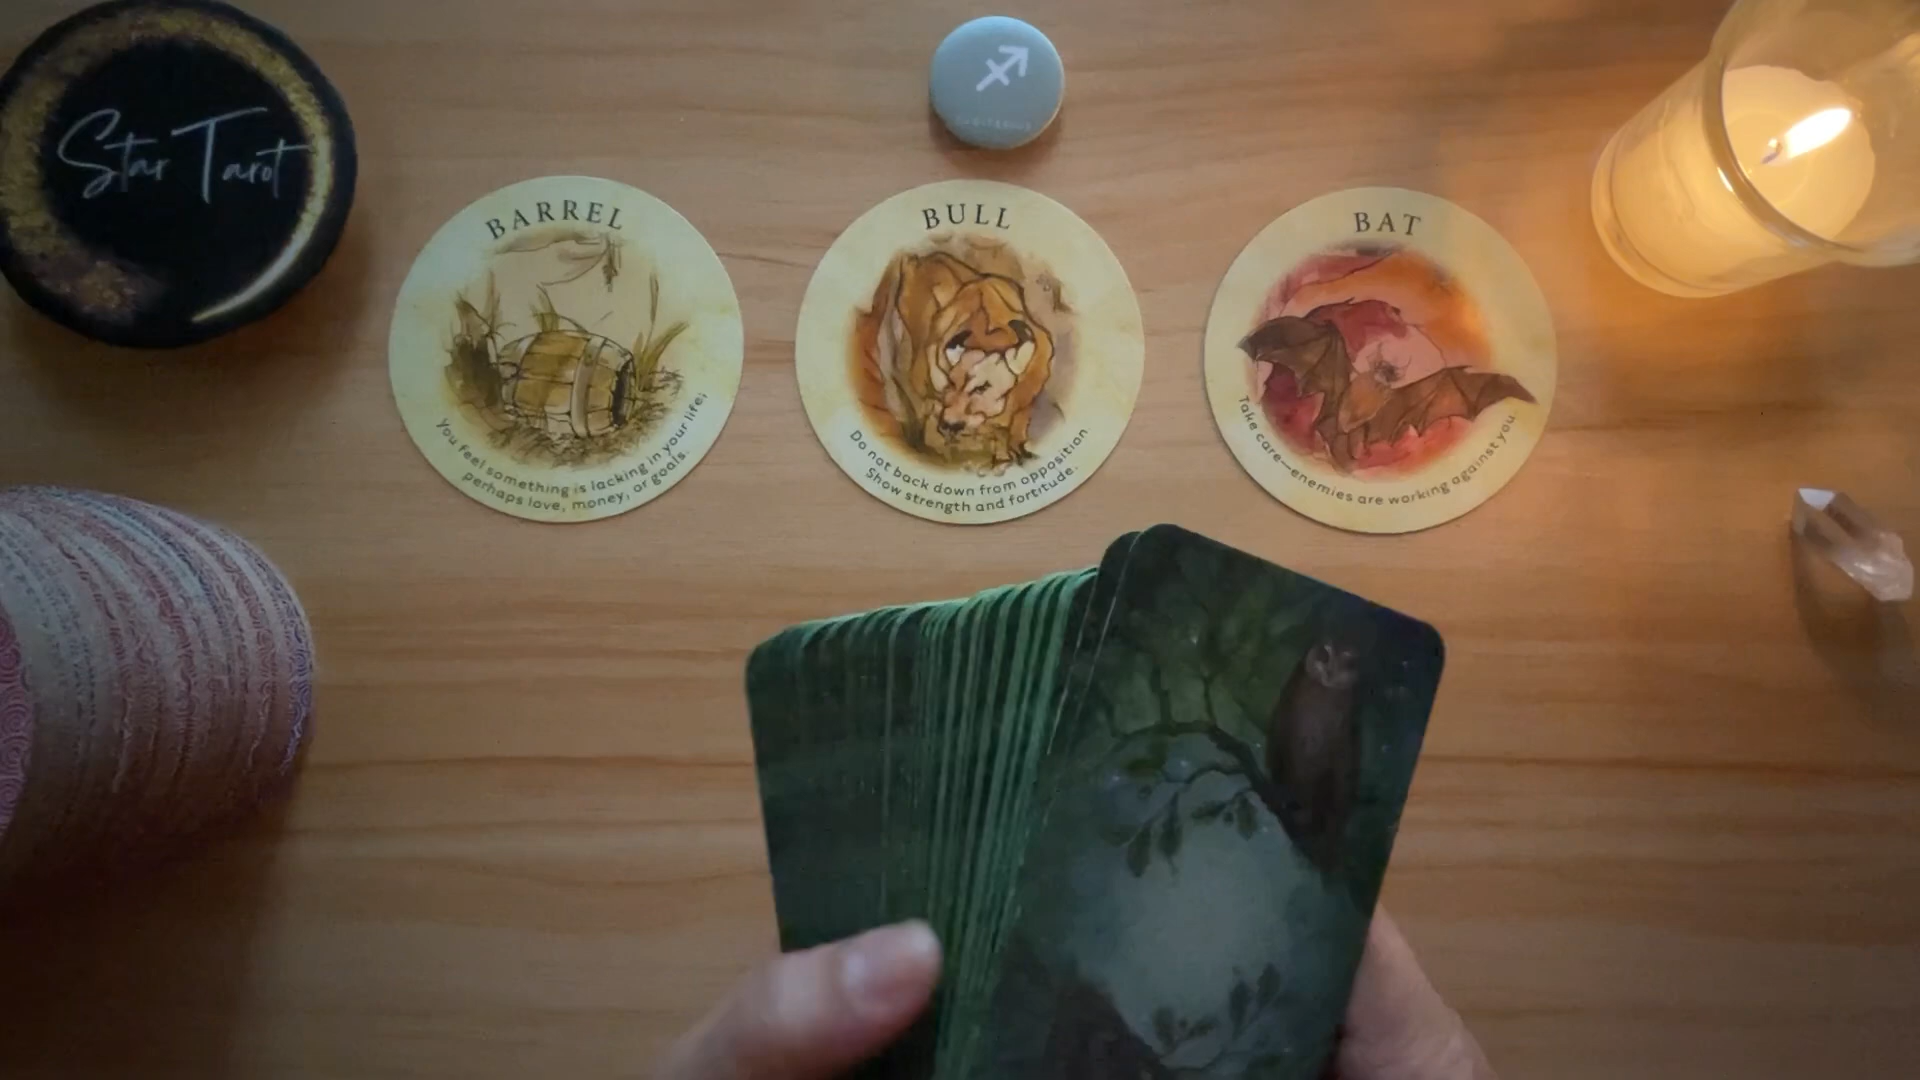 Star Tarot
BARREL
You feel something is lacking in your life;
perhaps love, money, or goals.
BULL
Do not back down from opposition
Show strength and fortitude.
BAT
Take care—enemies are working against you.